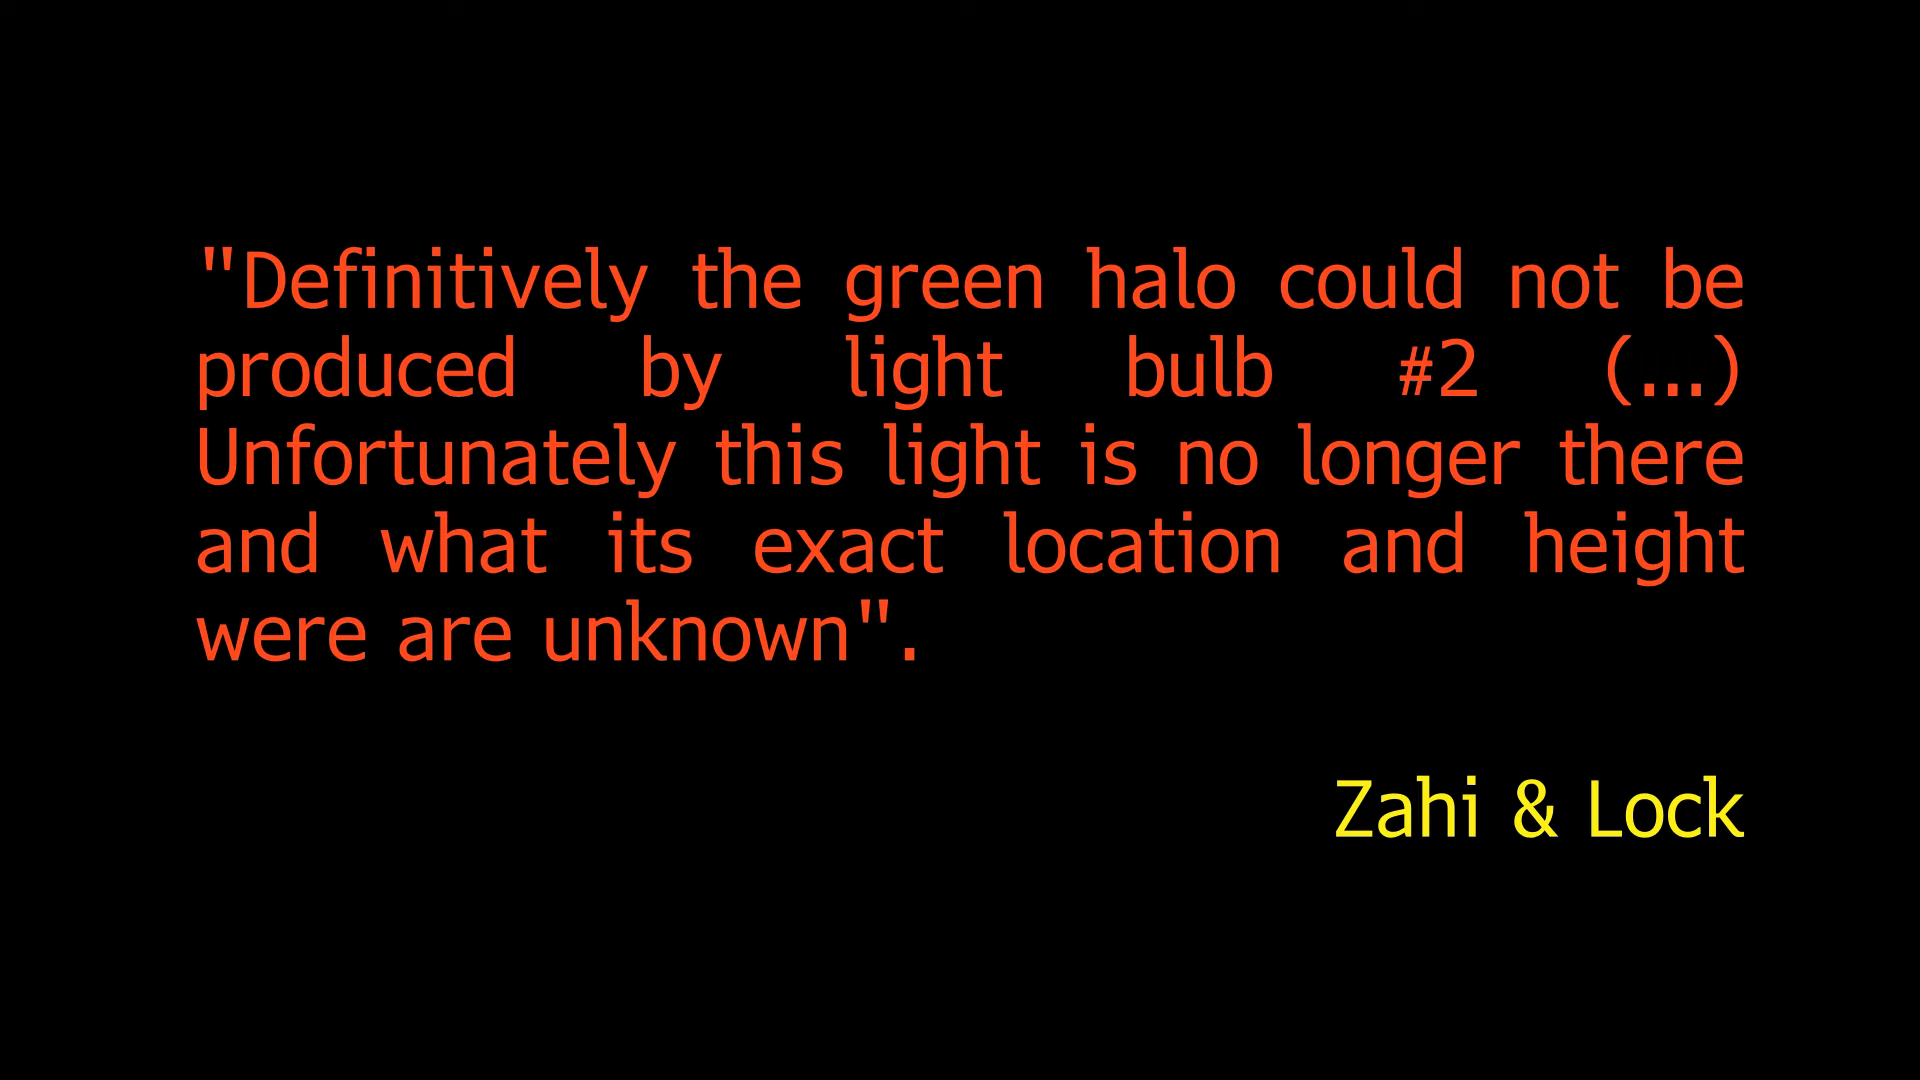 "Definitively the green halo could not be
produced by light bulb #2 (...)
Unfortunately this light is no longer there
and what its exact location and height
were are unknown".
Zahi & Lock